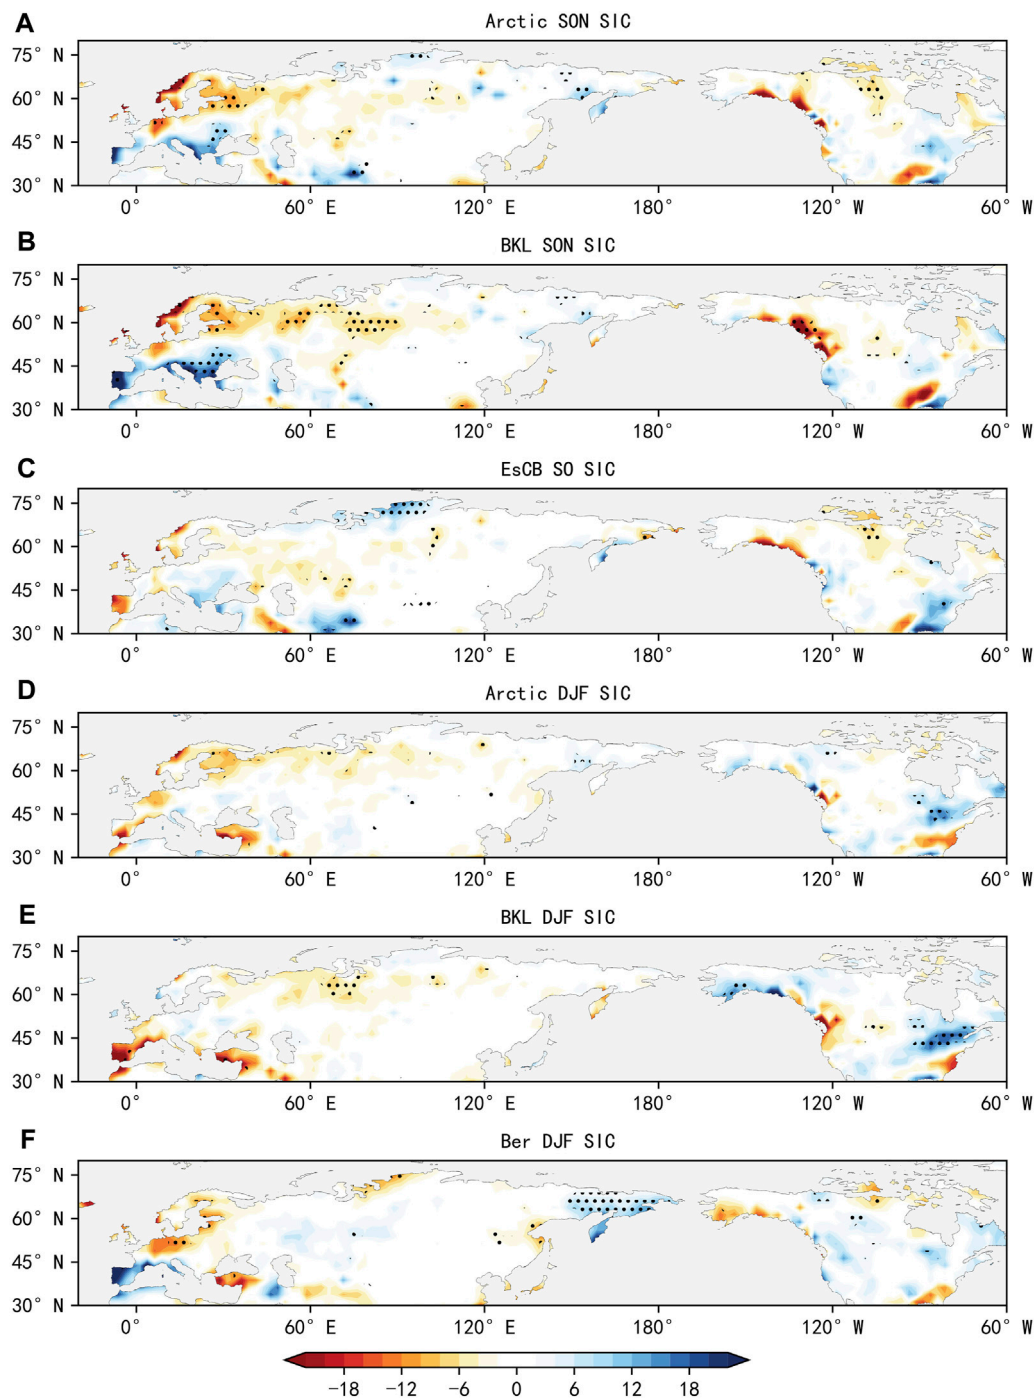 A
Arctic SON SIC
75° N
60° N
45° N
30° N
0° 60° E 120° E 180° 120° W 60° W
B
BKL SON SIC
75° N
60° N
45° N
30° N
0° 60° E 120° E 180° 120° W 60° W
C
EsCB SO SIC
75° N
60° N
45° N
30° N
0° 60° E 120° E 180° 120° W 60° W
D
Arctic DJF SIC
75° N
60° N
45° N
30° N
0° 60° E 120° E 180° 120° W 60° W
E
BKL DJF SIC
75° N
60° N
45° N
30° N
0° 60° E 120° E 180° 120° W 60° W
F
Ber DJF SIC
75° N
60° N
45° N
30° N
0° 60° E 120° E 180° 120° W 60° W
−18 −12 −6 0 6 12 18